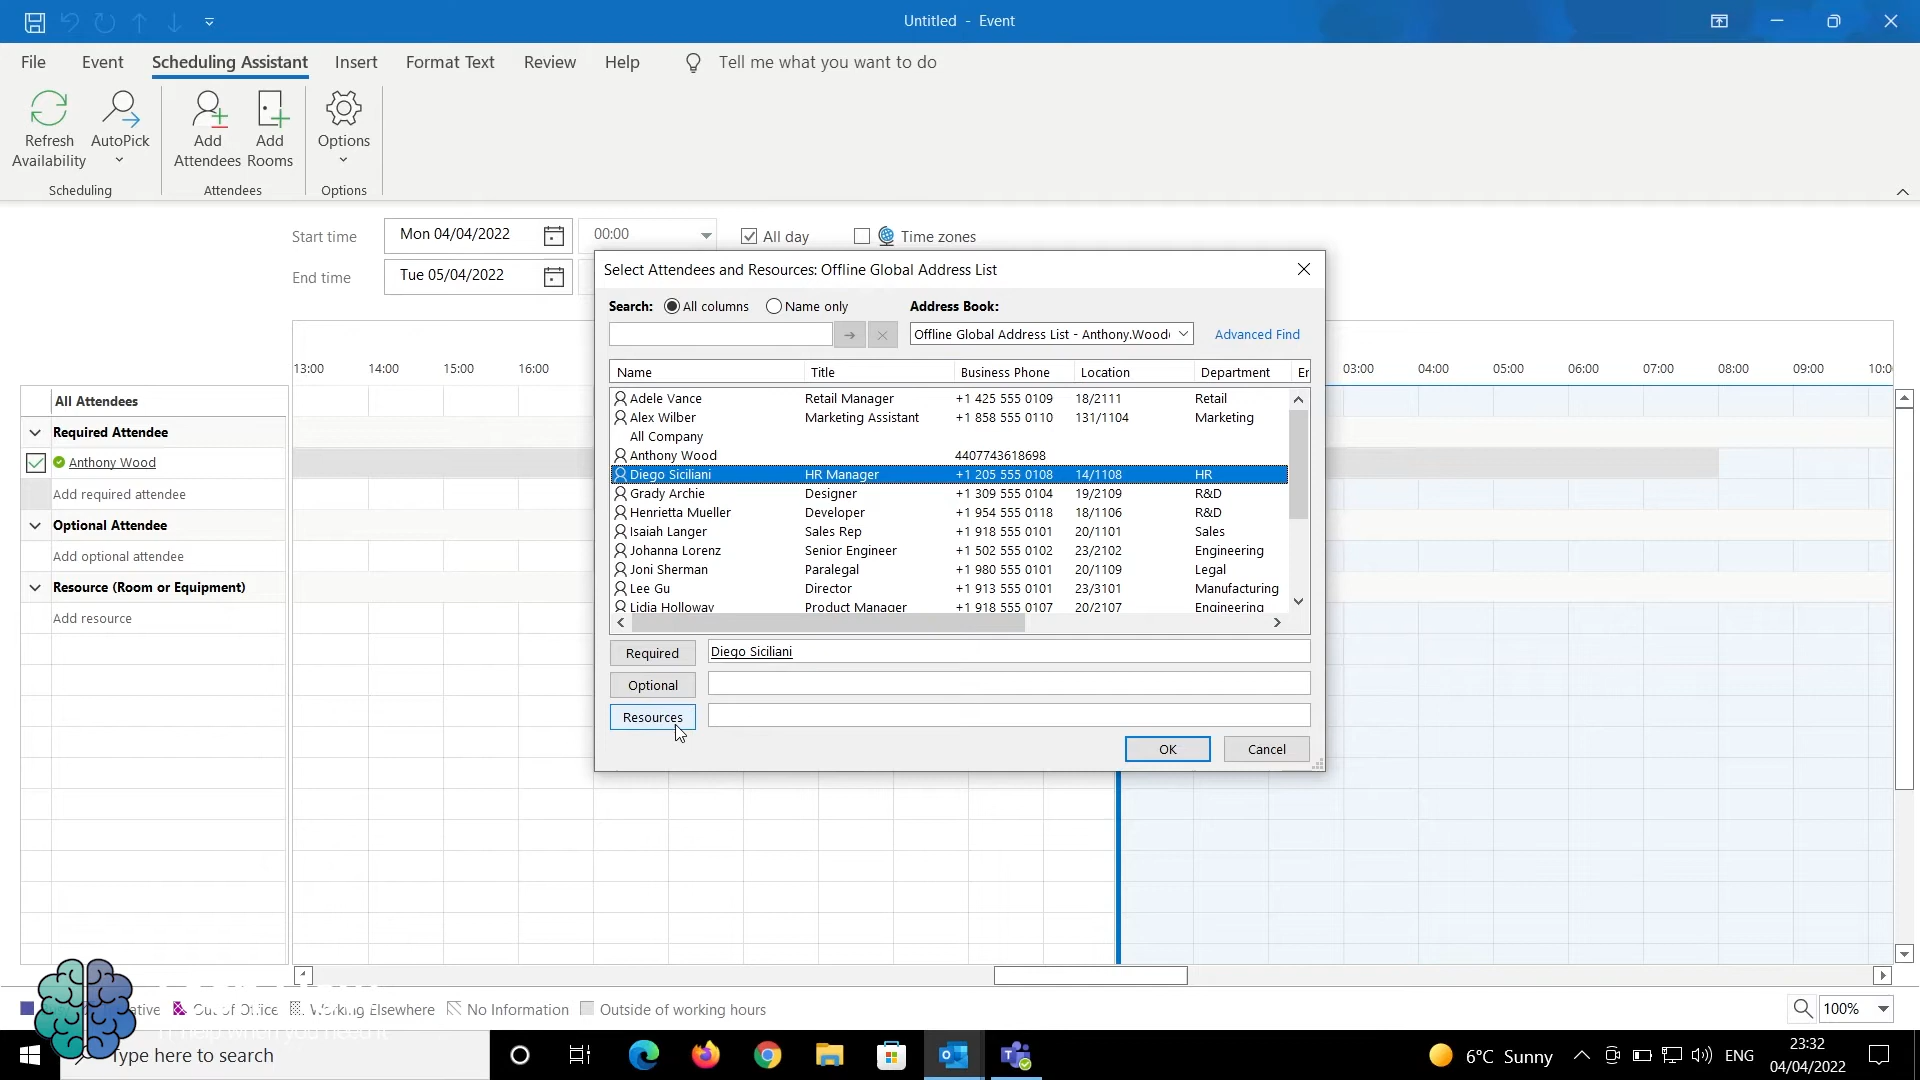 Untitled - Event
File Event Scheduling Assistant Insert Format Text Review Help Tell me what you want to do
Refresh Availability
AutoPick
Add Attendees
Add Rooms
Options
Scheduling Attendees Options
Start time Mon 04/04/2022 00:00 All day Time zones
End time Tue 05/04/2022
Select Attendees and Resources: Offline Global Address List
Search: All columns Name only Address Book:
Offline Global Address List - Anthony.Wood Advanced Find
13:00 14:00 15:00 16:00 03:00 04:00 05:00 06:00 07:00 08:00 09:00 10:0
All Attendees
Required Attendee
Anthony Wood
Add required attendee
Optional Attendee
Add optional attendee
Resource (Room or Equipment)
Add resource
Name Title Business Phone Location Department Er
Adele Vance Retail Manager +1 425 555 0109 18/2111 Retail
Alex Wilber Marketing Assistant +1 858 555 0110 131/1104 Marketing
All Company
Anthony Wood 4407743618698
Diego Siciliani HR Manager +1 205 555 0108 14/1108 HR
Grady Archie Designer +1 309 555 0104 19/2109 R&D
Henrietta Mueller Developer +1 954 555 0118 18/1106 R&D
Isaiah Langer Sales Rep +1 918 555 0101 20/1101 Sales
Johanna Lorenz Senior Engineer +1 502 555 0102 23/2102 Engineering
Joni Sherman Paralegal +1 980 555 0101 20/1109 Legal
Lee Gu Director +1 913 555 0101 23/3101 Manufacturing
Lidia Holloway Product Manager +1 918 555 0107 20/2107 Engineering
Required Diego Siciliani
Optional
Resources
OK Cancel
ative Out of Office Working Elsewhere No Information Outside of working hours
100%
Type here to search
6°C Sunny ENG
23:32
04/04/2022